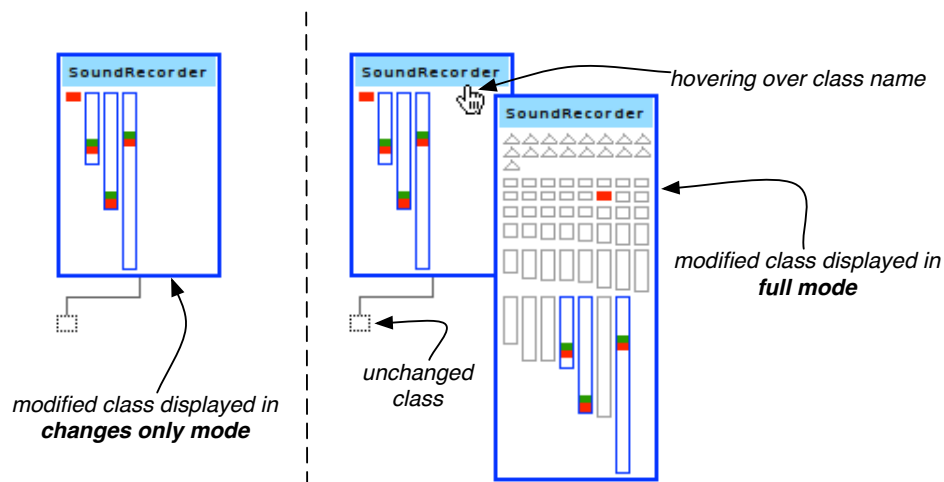 SoundRecorder
modified class displayed in
changes only mode
SoundRecorder
hovering over class name
SoundRecorder
modified class displayed in
full mode
unchanged
class